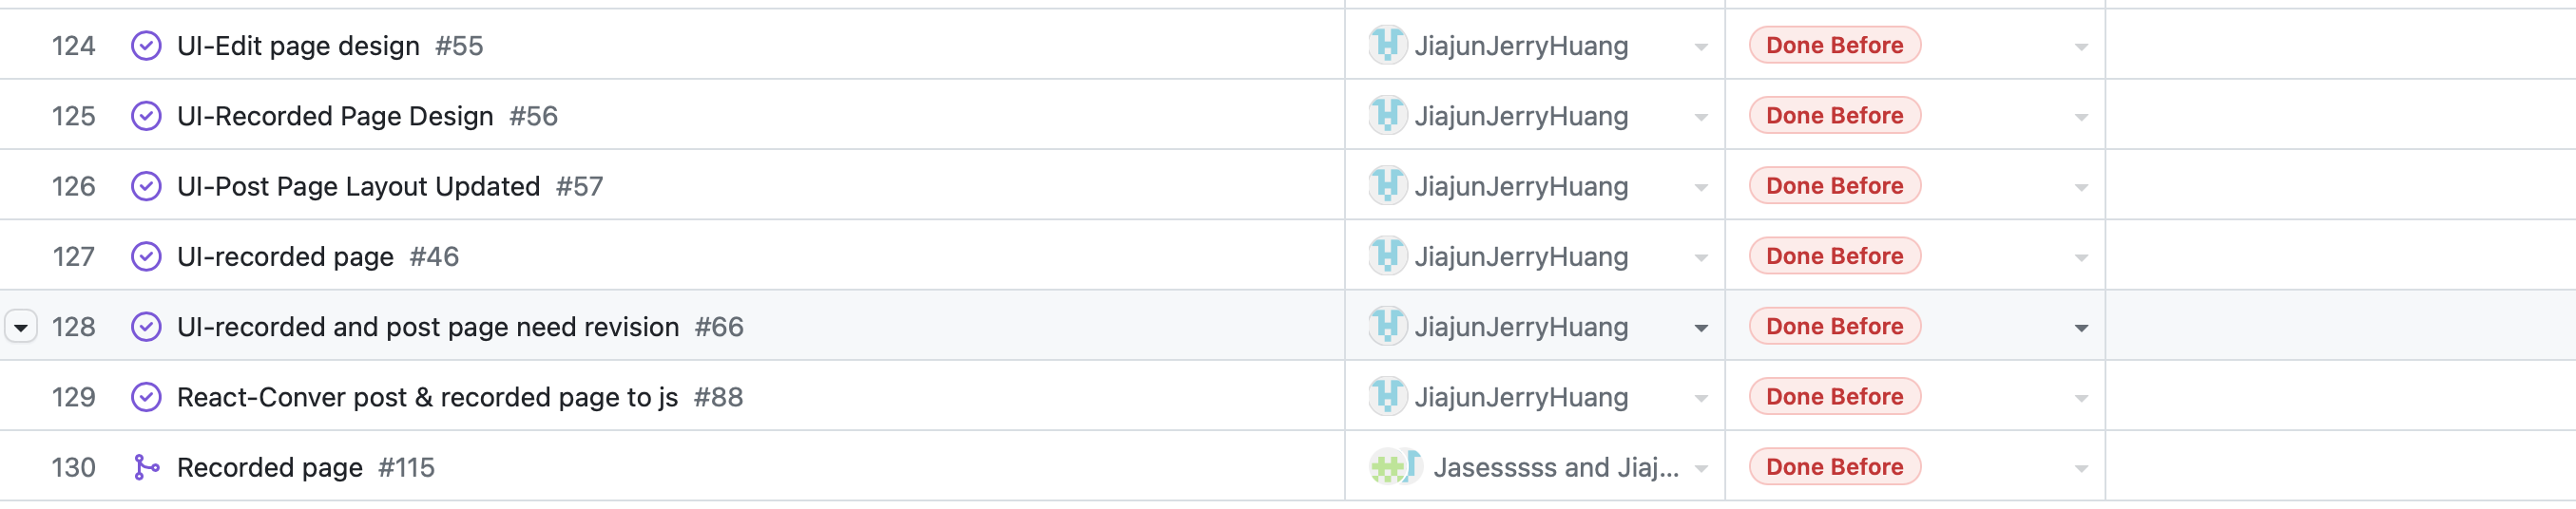 124 UI-Edit page design #55 JiajunJerryHuang Done Before
125 UI-Recorded Page Design #56 JiajunJerryHuang Done Before
126 UI-Post Page Layout Updated #57 JiajunJerryHuang Done Before
127 UI-recorded page #46 JiajunJerryHuang Done Before
128 UI-recorded and post page need revision #66 JiajunJerryHuang Done Before
129 React-Conver post & recorded page to js #88 JiajunJerryHuang Done Before
130 Recorded page #115 Jasesssss and Jiaj... Done Before